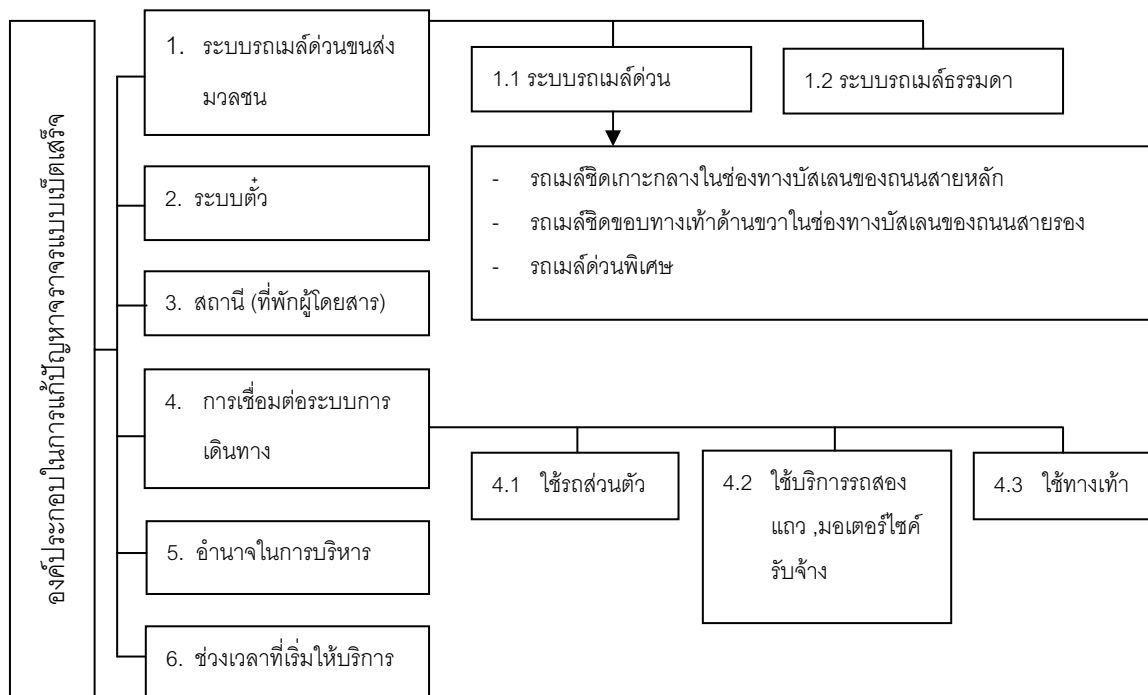 องค์ประกอบในการแก้ปัญหาจราจรแบบเบ็ดเสร็จ
1. ระบบรถเมล์ด่วนขนส่ง
มวลชน
1.1 ระบบรถเมล์ด่วน
1.2 ระบบรถเมล์ธรรมดา
- รถเมล์ชิดเกาะกลางในช่องทางบัสเลนของถนนสายหลัก
- รถเมล์ชิดขอบทางเท้าด้านขวาในช่องทางบัสเลนของถนนสายรอง
- รถเมล์ด่วนพิเศษ
2. ระบบตั๋ว
3. สถานี (ที่พักผู้โดยสาร)
4. การเชื่อมต่อระบบการ
เดินทาง
4.1 ใช้รถส่วนตัว
4.2 ใช้บริการรถสอง
แถว ,มอเตอร์ไซค์
รับจ้าง
4.3 ใช้ทางเท้า
5. อำนาจในการบริหาร
6. ช่วงเวลาที่เริ่มให้บริการ